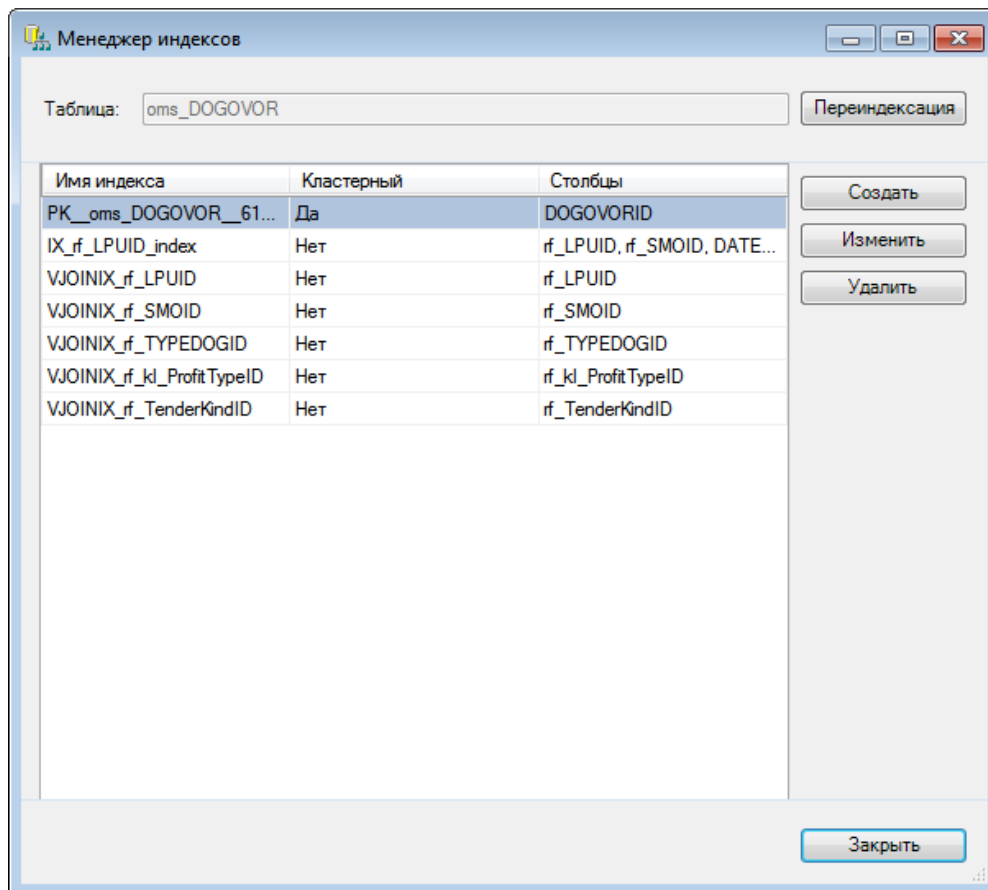 Менеджер индексов
Таблица: oms_DOGOVOR Переиндексация
Имя индекса Кластерный Столбцы
PK__oms_DOGOVOR__61... Да DOGOVORID
IX_rf_LPUID_index Нет rf_LPUID, rf_SMOID, DATE...
VJOINIX_rf_LPUID Нет rf_LPUID
VJOINIX_rf_SMOID Нет rf_SMOID
VJOINIX_rf_TYPEDOGID Нет rf_TYPEDOGID
VJOINIX_rf_kl_ProfitTypeID Нет rf_kl_ProfitTypeID
VJOINIX_rf_TenderKindID Нет rf_TenderKindID
Создать
Изменить
Удалить
Закрыть